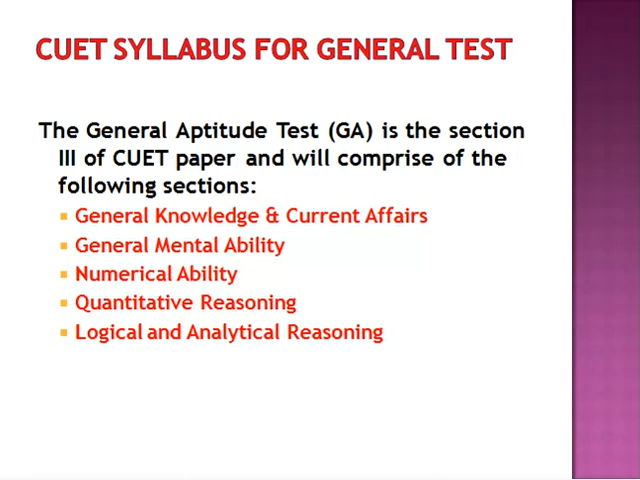 CUET SYLLABUS FOR GENERAL TEST
The General Aptitude Test (GA) is the section
III of CUET paper and will comprise of the
following sections:
General Knowledge & Current Affairs
General Mental Ability
Numerical Ability
Quantitative Reasoning
Logical and Analytical Reasoning